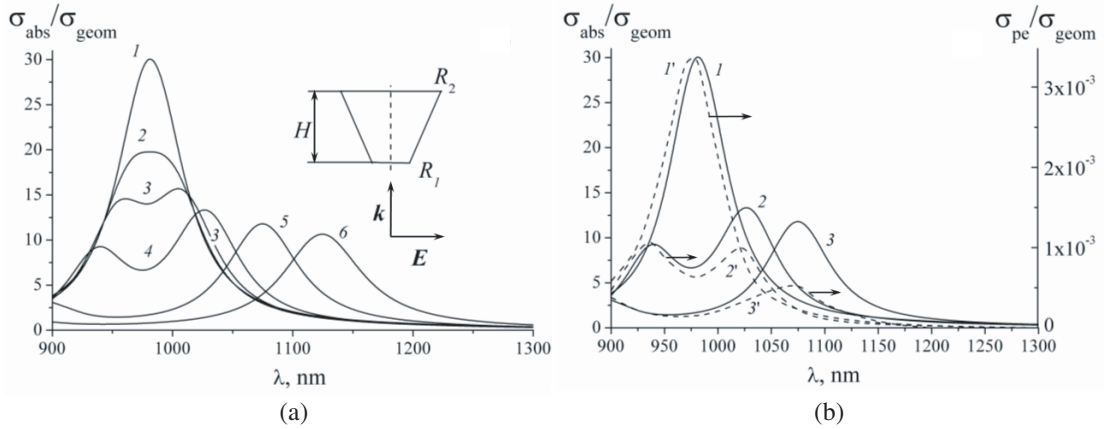 σabs/σgeom
30
25
20
15
10
5
0
900
1000
1100
1200
1300
λ, nm
1
2
3
4
3
5
6
H
R2
R1
k
E
(a)
σabs/σgeom
σpe/σgeom
30
25
20
15
10
5
0
3x10⁻³
2x10⁻³
1x10⁻³
0
900
950
1000
1050
1100
1150
1200
1250
1300
λ, nm
1'
1
2
3
2'
3'
(b)